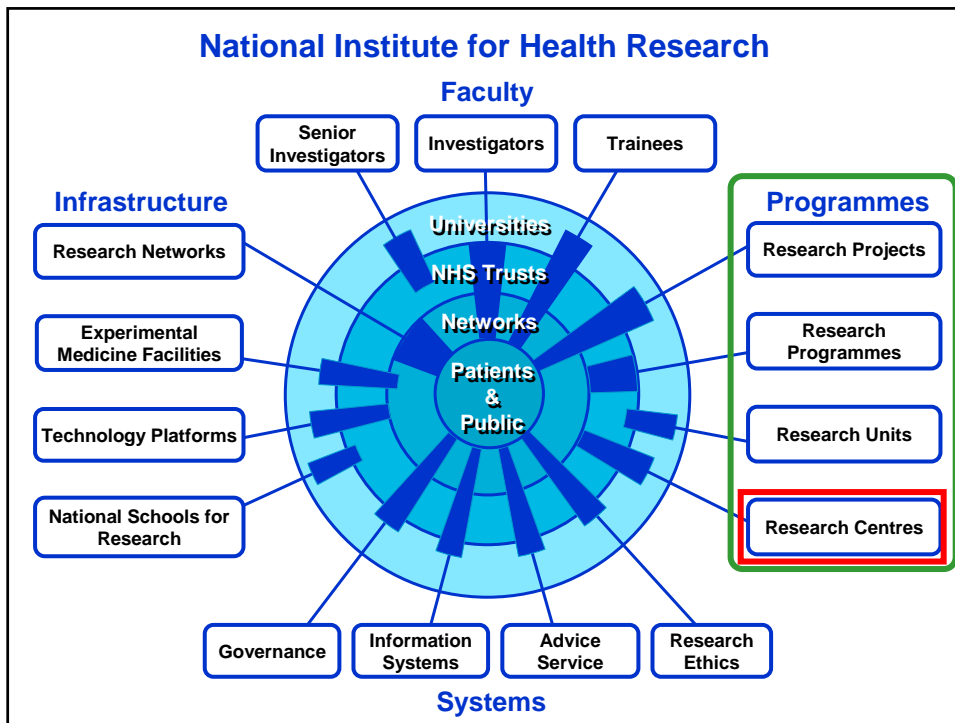 National Institute for Health Research
Faculty
Senior
Investigators
Investigators
Trainees
Infrastructure
Programmes
Research Networks
Experimental
Medicine Facilities
Technology Platforms
National Schools for
Research
Universities
NHS Trusts
Networks
Patients
&
Public
Research Projects
Research
Programmes
Research Units
Research Centres
Governance
Information
Systems
Advice
Service
Research
Ethics
Systems